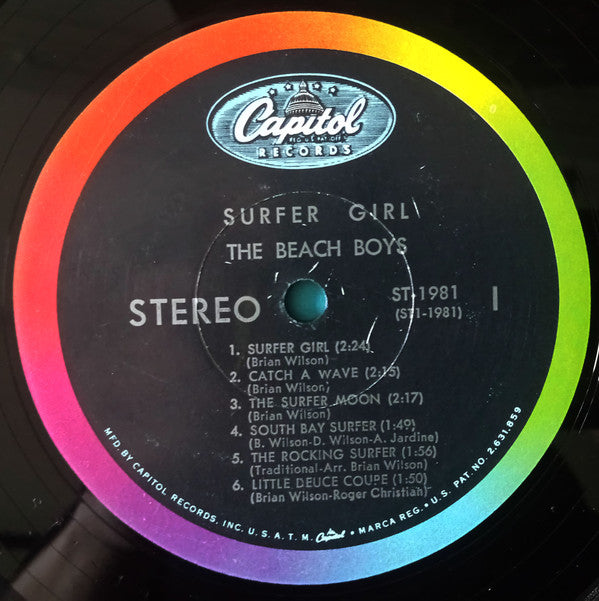 Capitol
REG. U.S. PAT. OFF.
RECORDS
SURFER GIRL
THE BEACH BOYS
STEREO
ST-1981
(ST1-1981)
1
1. SURFER GIRL (2:24)
(Brian Wilson)
2. CATCH A WAVE (2:15)
(Brian Wilson)
3. THE SURFER MOON (2:17)
(Brian Wilson)
4. SOUTH BAY SURFER (1:49)
(B. Wilson-D. Wilson-A. Jardine)
5. THE ROCKING SURFER (1:56)
(Traditional-Arr. Brian Wilson)
6. LITTLE DEUCE COUPE (1:50)
(Brian Wilson-Roger Christian)
MFD. BY CAPITOL RECORDS, INC. U.S.A. T.M. Capitol • MARCA REG. • U.S. PAT. NO. 2,631,859